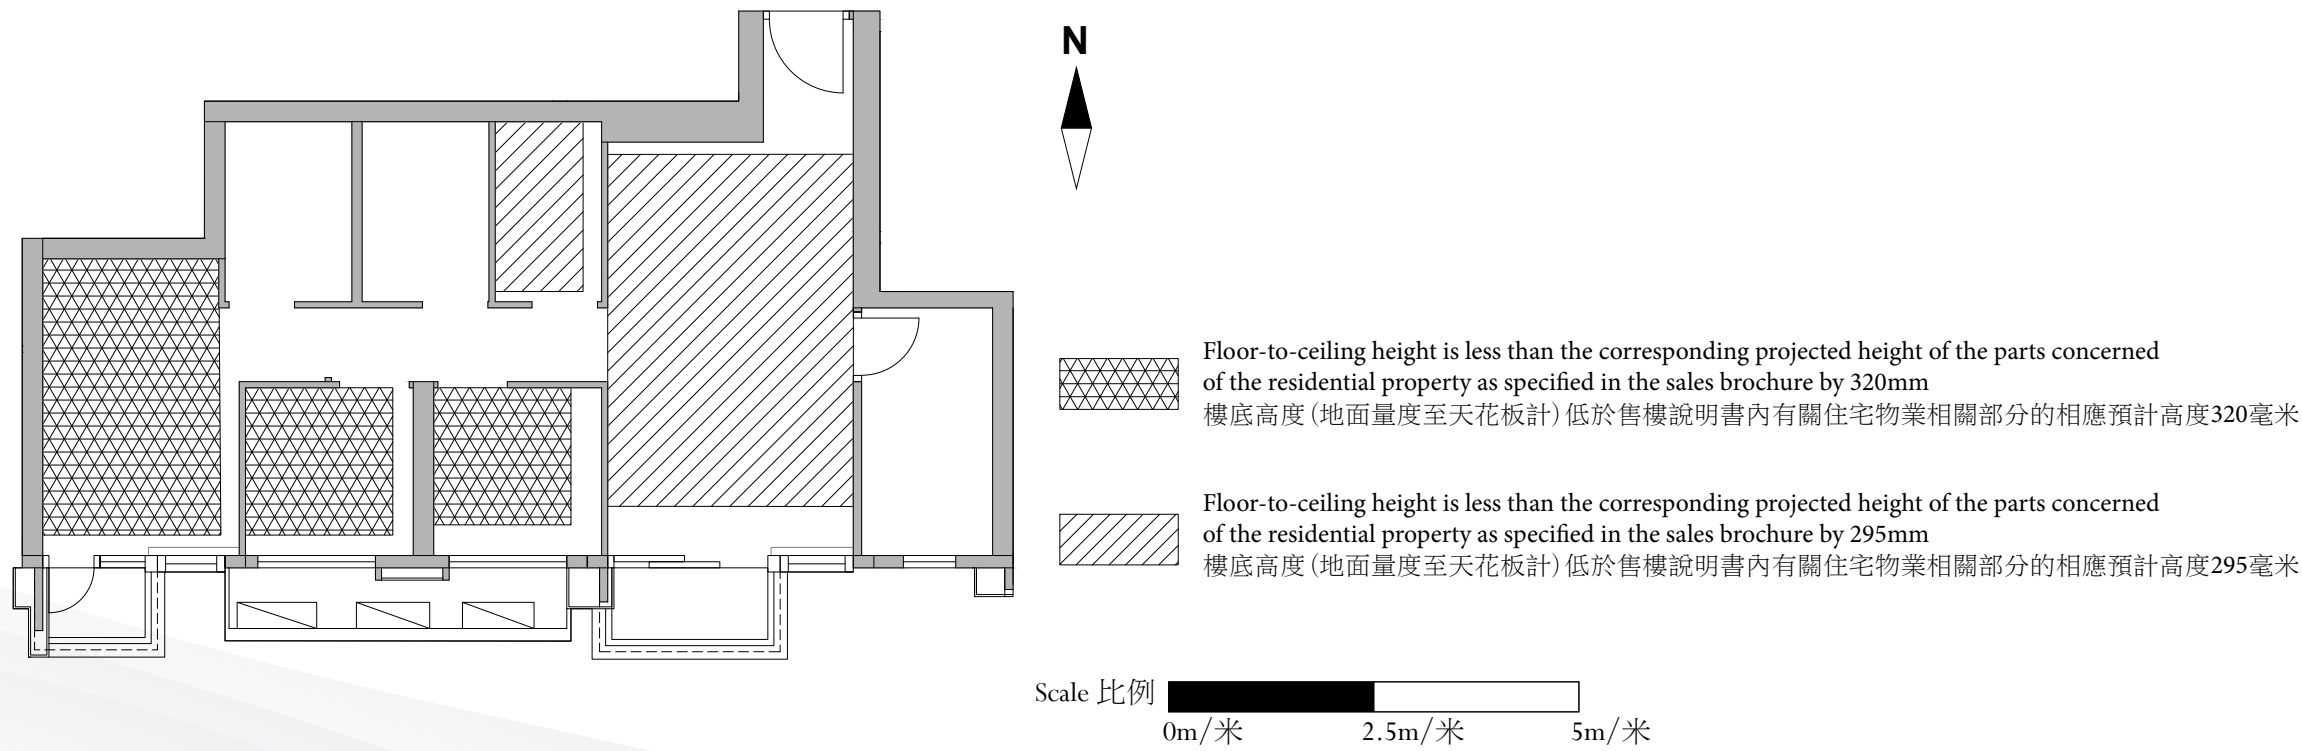 N
Floor-to-ceiling height is less than the corresponding projected height of the parts concerned
of the residential property as specified in the sales brochure by 320mm
樓底高度(地面量度至天花板計)低於售樓說明書內有關住宅物業相關部分的相應預計高度320毫米
Floor-to-ceiling height is less than the corresponding projected height of the parts concerned
of the residential property as specified in the sales brochure by 295mm
樓底高度(地面量度至天花板計)低於售樓說明書內有關住宅物業相關部分的相應預計高度295毫米
Scale 比例
0m/米 2.5m/米 5m/米